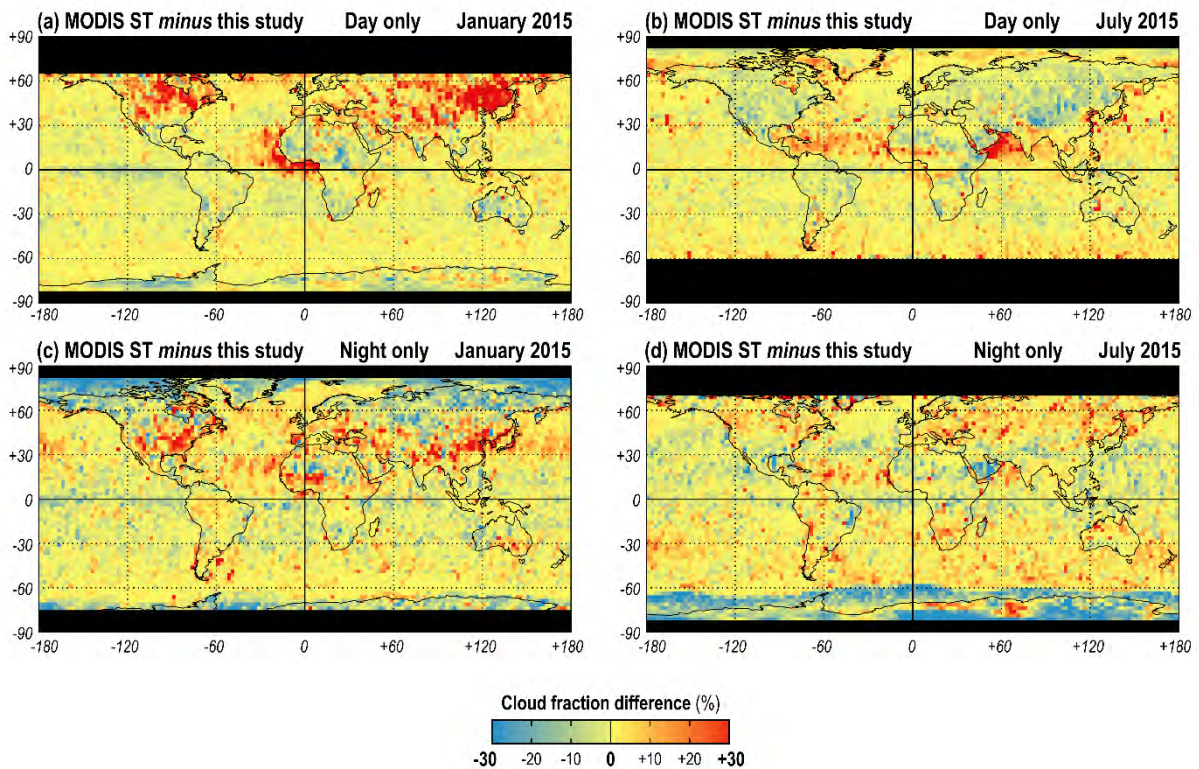 (a) MODIS ST minus this study Day only January 2015
+90
+60
+30
0
-30
-60
-90
-180 -120 -60 0 +60 +120 +180
(b) MODIS ST minus this study Day only July 2015
+90
+60
+30
0
-30
-60
-90
-180 -120 -60 0 +60 +120 +180
(c) MODIS ST minus this study Night only January 2015
+90
+60
+30
0
-30
-60
-90
-180 -120 -60 0 +60 +120 +180
(d) MODIS ST minus this study Night only July 2015
+90
+60
+30
0
-30
-60
-90
-180 -120 -60 0 +60 +120 +180
Cloud fraction difference (%)
-30 -20 -10 0 +10 +20 +30